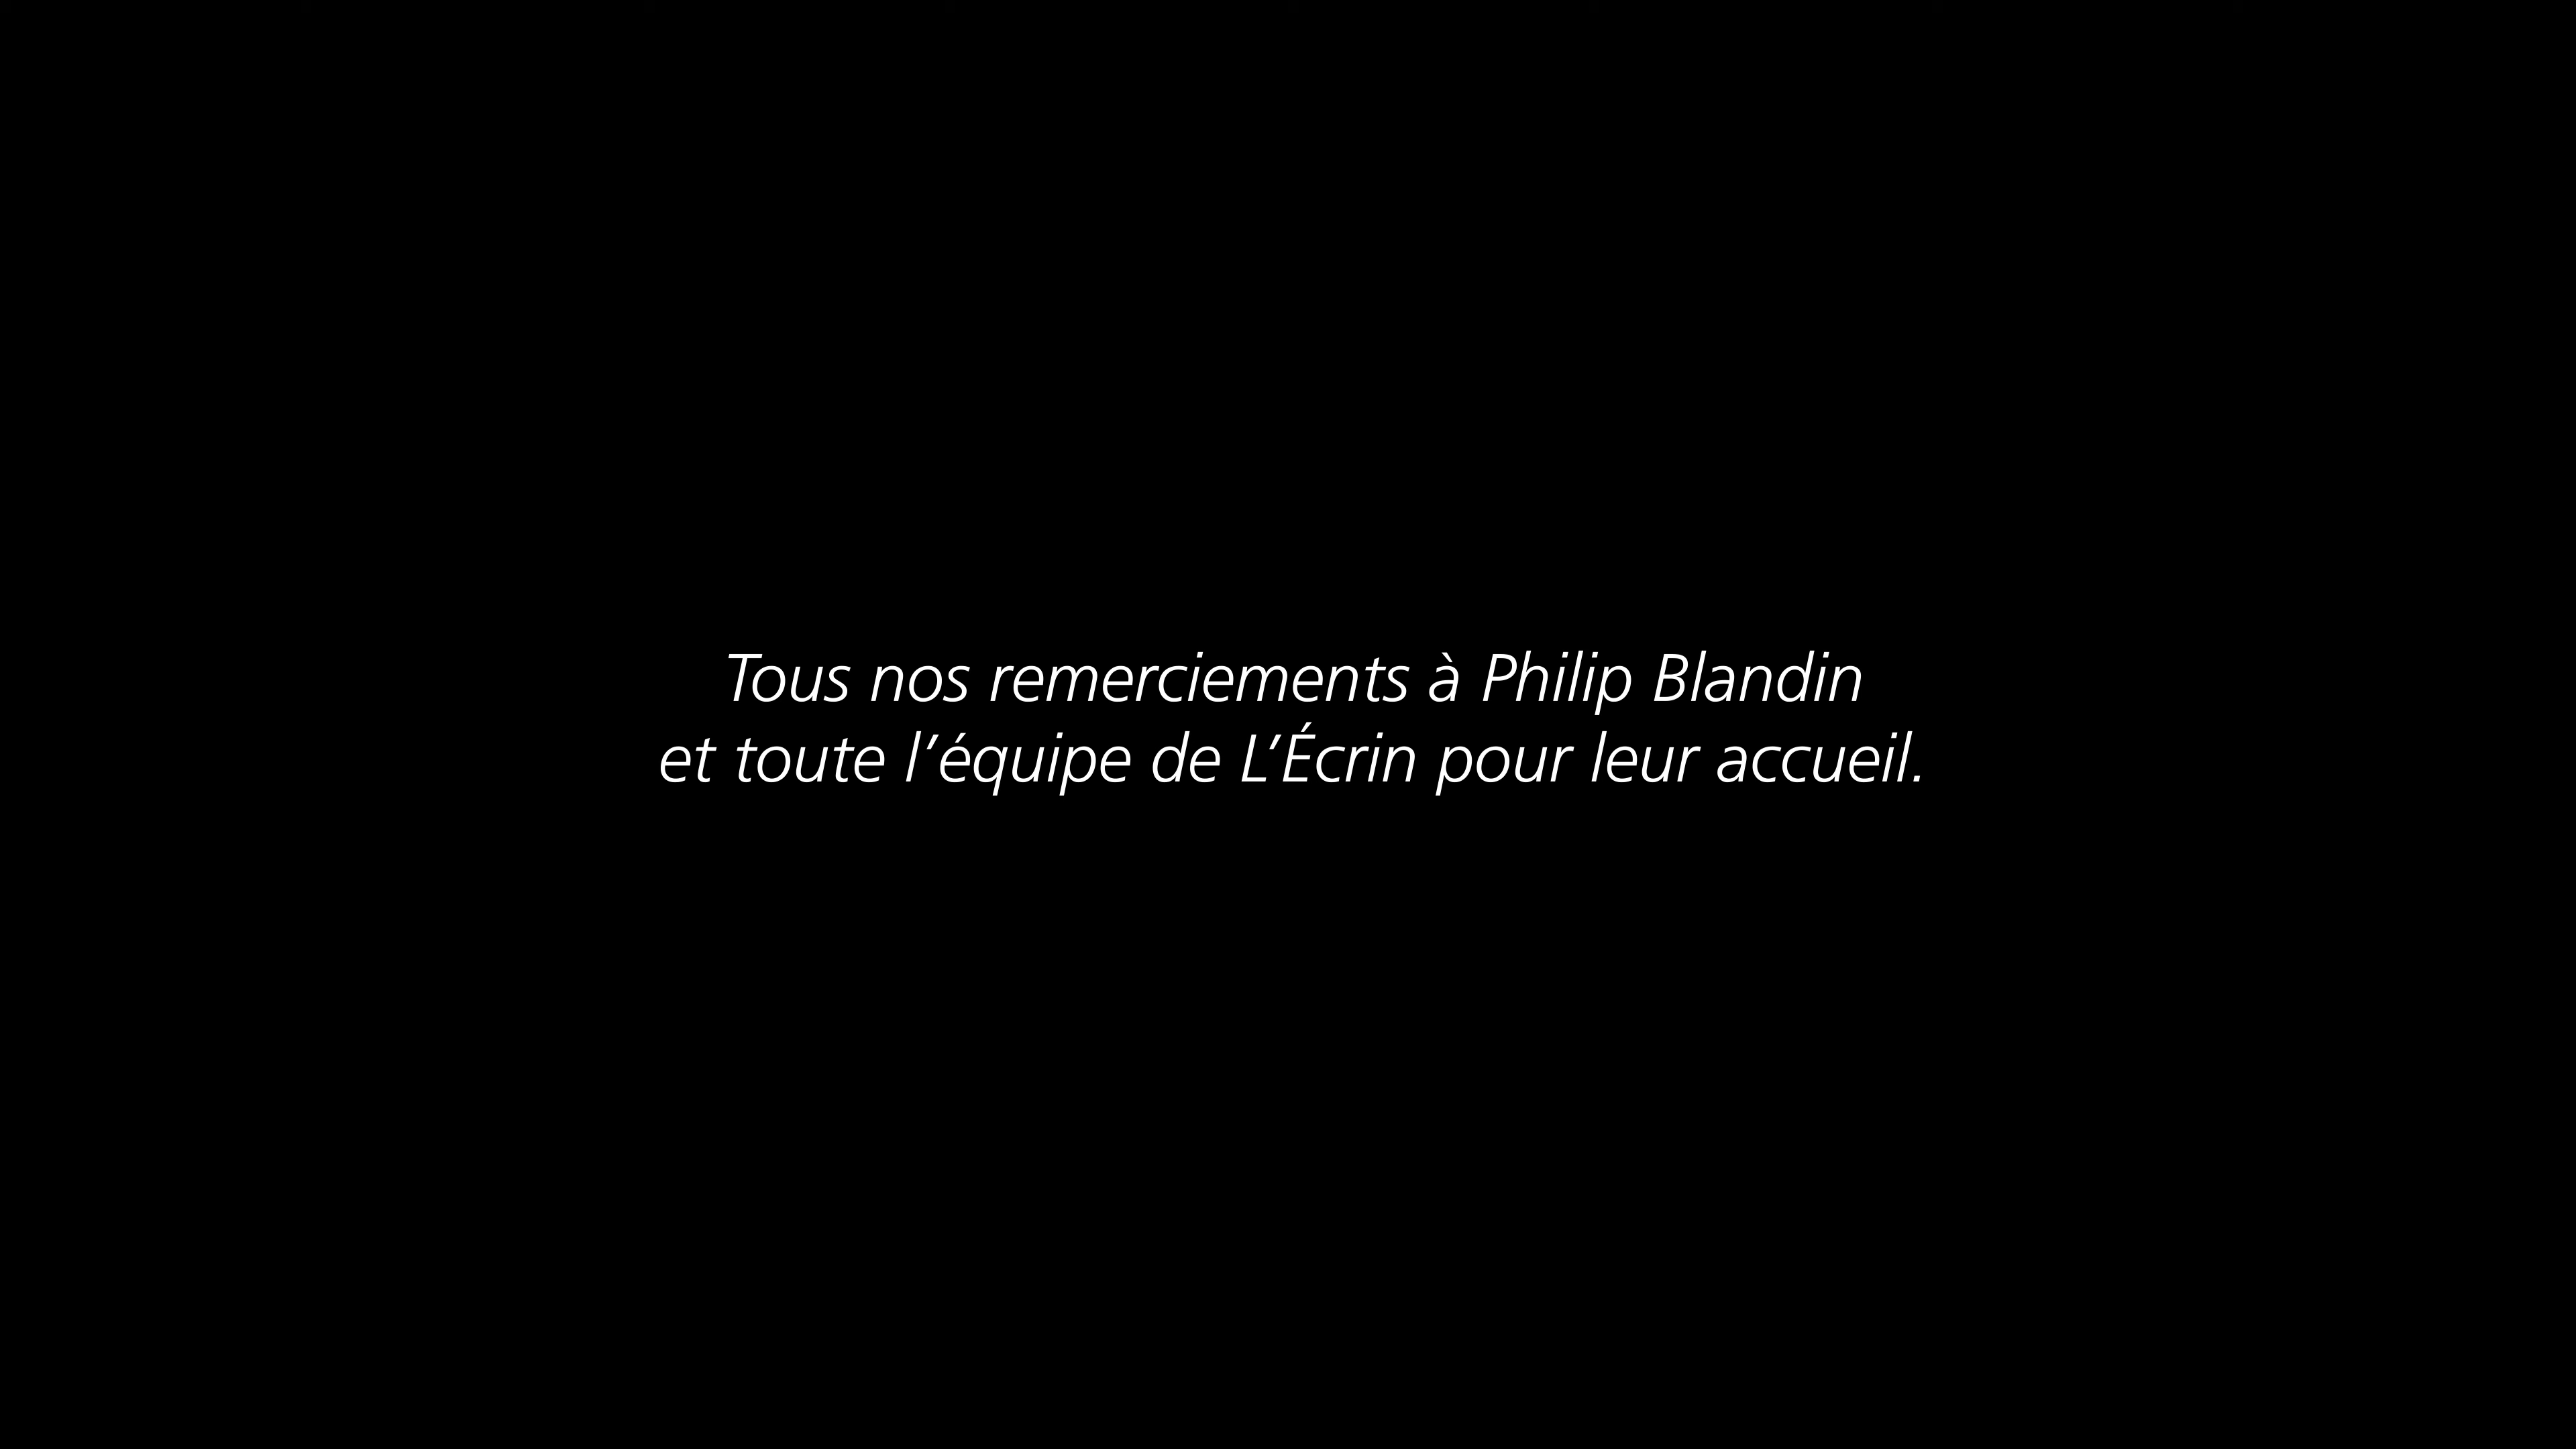 Tous nos remerciements à Philip Blandin
et toute l’équipe de L’Écrin pour leur accueil.